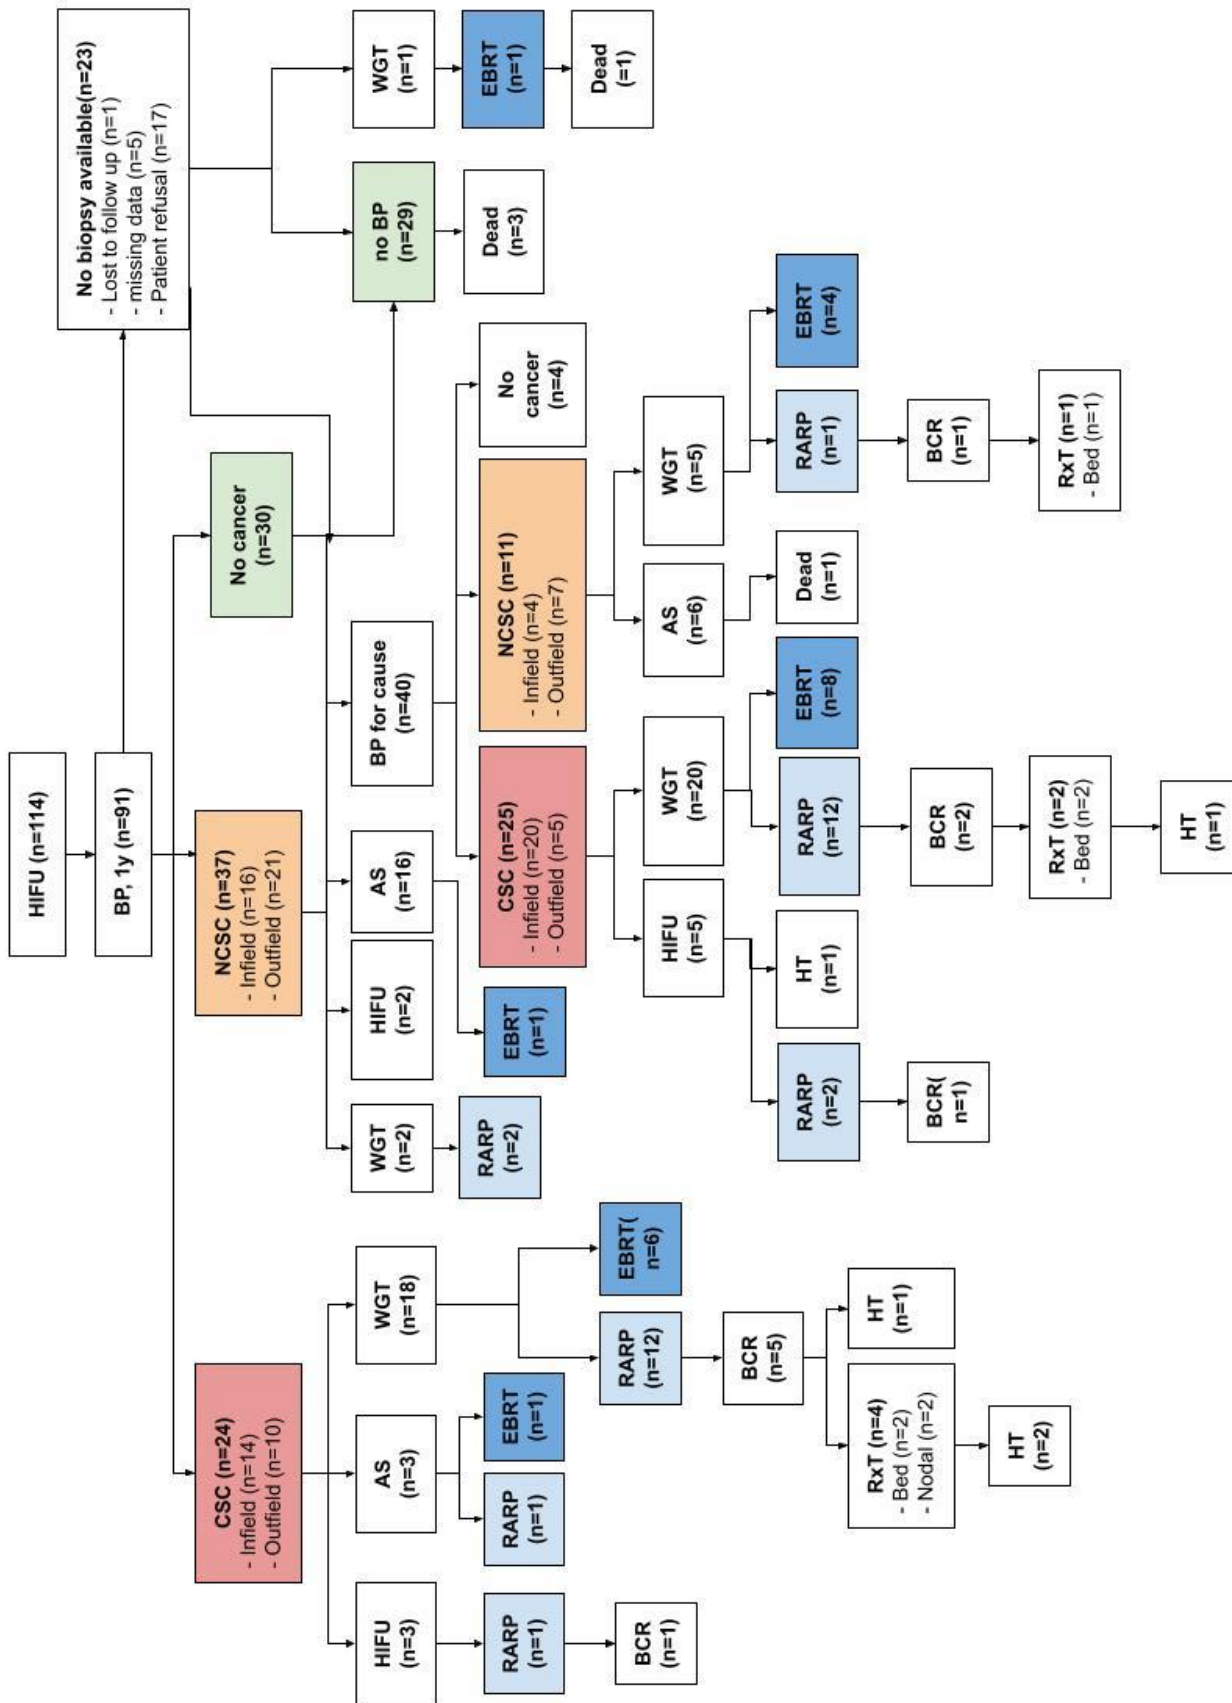 HIFU (n=114)
BP, 1y (n=91)
No biopsy available(n=23)
- Lost to follow up (n=1)
- missing data (n=5)
- Patient refusal (n=17)
CSC (n=24)
- Infield (n=14)
- Outfield (n=10)
NCSC (n=37)
- Infield (n=16)
- Outfield (n=21)
No cancer
(n=30)
HIFU
(n=3)
AS
(n=3)
WGT
(n=18)
WGT
(n=2)
HIFU
(n=2)
AS
(n=16)
BP for cause
(n=40)
no BP
(n=29)
WGT
(n=1)
RARP
(n=1)
RARP
(n=1)
EBRT
(n=1)
RARP
(n=2)
EBRT
(n=1)
CSC (n=25)
- Infield (n=20)
- Outfield (n=5)
NCSC (n=11)
- Infield (n=4)
- Outfield (n=7)
No
cancer
(n=4)
Dead
(n=3)
EBRT
(n=1)
BCR
(n=1)
RARP
(n=12)
EBRT(
n=6)
HIFU
(n=5)
WGT
(n=20)
AS
(n=6)
WGT
(n=5)
Dead
(=1)
BCR
(n=5)
RARP
(n=2)
HT
(n=1)
RARP
(n=12)
EBRT
(n=8)
Dead
(n=1)
RARP
(n=1)
EBRT
(n=4)
RxT (n=4)
- Bed (n=2)
- Nodal (n=2)
HT
(n=1)
BCR(
n=1)
BCR
(n=2)
BCR
(n=1)
HT
(n=2)
RxT (n=2)
- Bed (n=2)
RxT (n=1)
- Bed (n=1)
HT
(n=1)